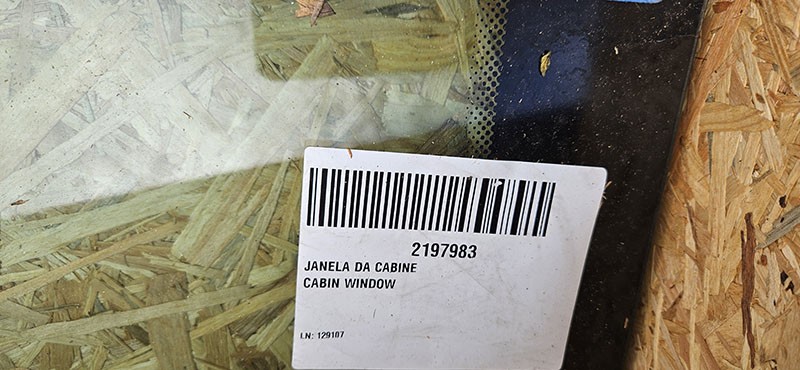 2197983
JANELA DA CABINE
CABIN WINDOW
LN: 129107